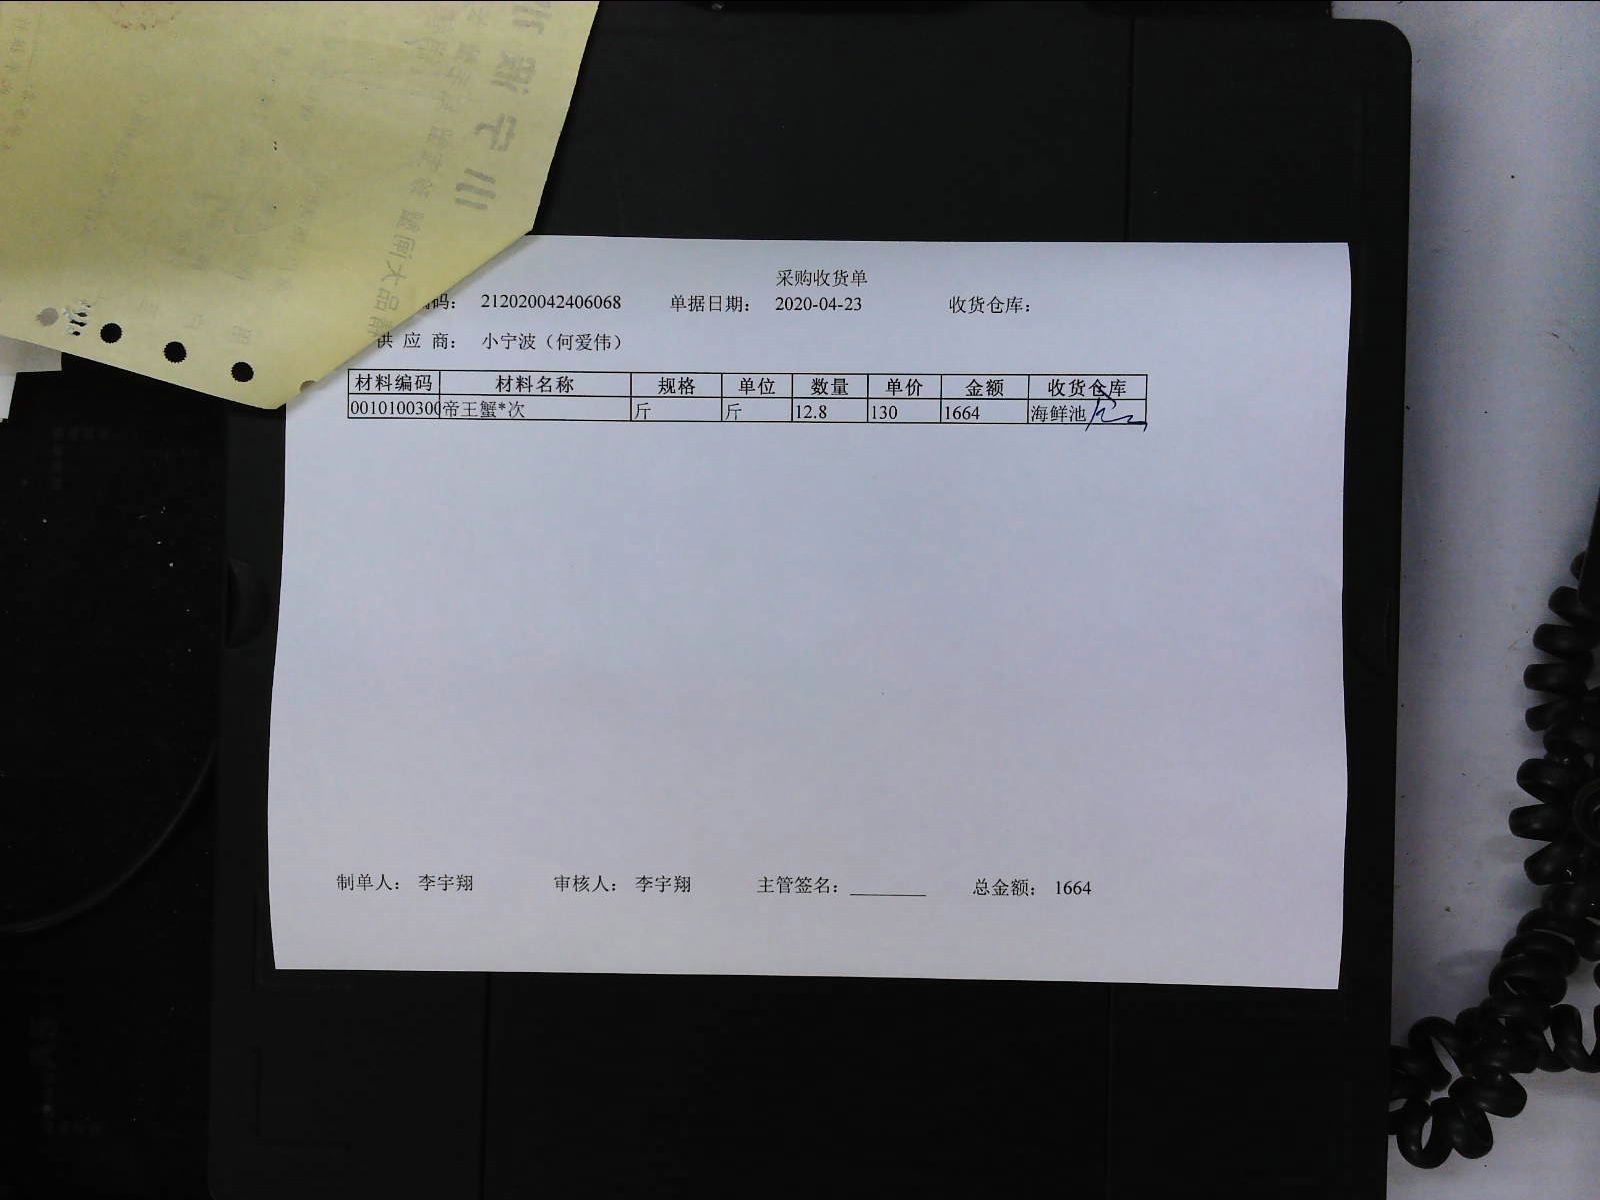 采购收货单
码： 212020042406068 单据日期： 2020-04-23 收货仓库：
供 应 商： 小宁波（何爱伟）
材料编码 材料名称 规格 单位 数量 单价 金额 收货仓库
0010100300 帝王蟹*次 斤 斤 12.8 130 1664 海鲜池
制单人： 李宇翔 审核人： 李宇翔 主管签名： 总金额： 1664